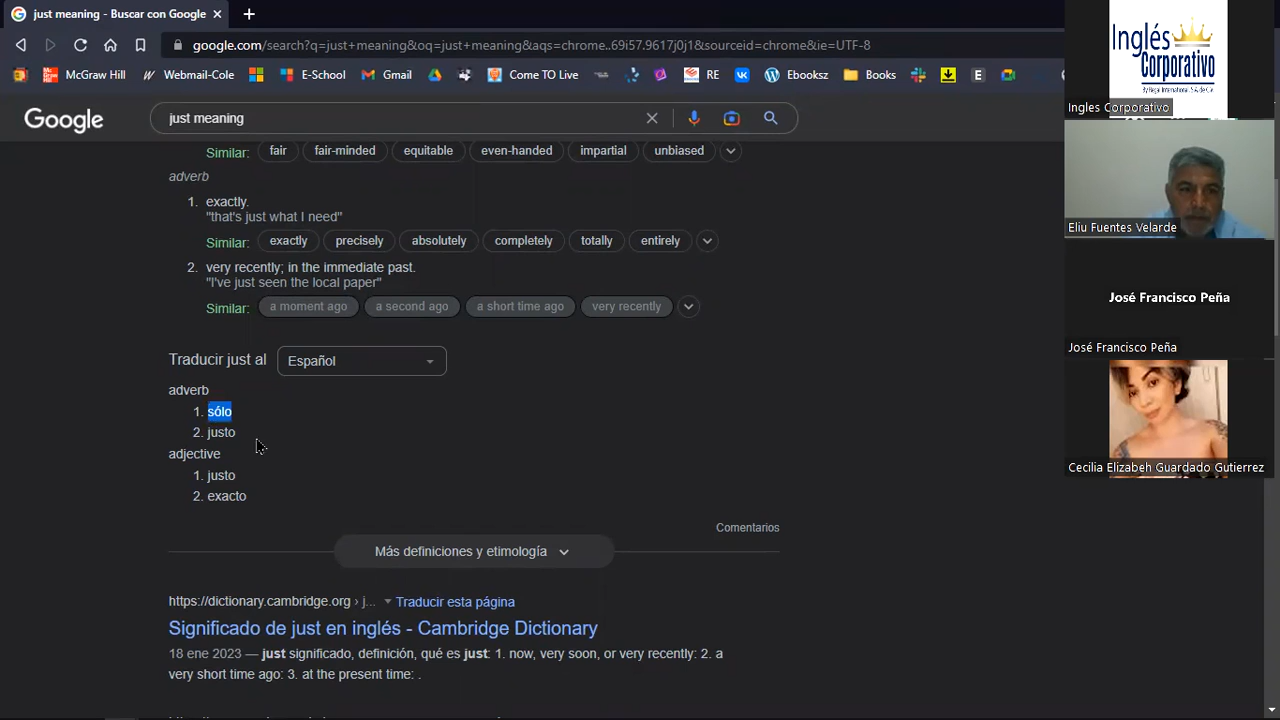 just meaning - Buscar con Google
google.com/search?q=just+meaning&oq=just+meaning&aqs=chrome..69i57.9617j0j1&sourceid=chrome&ie=UTF-8
McGraw Hill Webmail-Cole E-School Gmail Come TO Live RE Ebooksz Books E
Google just meaning
Similar: fair fair-minded equitable even-handed impartial unbiased
adverb
1. exactly.
"that's just what I need"
Similar: exactly precisely absolutely completely totally entirely
2. very recently; in the immediate past.
"I've just seen the local paper"
Similar: a moment ago a second ago a short time ago very recently
Traducir just al Español
adverb
1. sólo
2. justo
adjective
1. justo
2. exacto
Comentarios
Más definiciones y etimología
https://dictionary.cambridge.org › j... Traducir esta página
Significado de just en inglés - Cambridge Dictionary
18 ene 2023 — just significado, definición, qué es just: 1. now, very soon, or very recently: 2. a
very short time ago: 3. at the present time: .
Inglés
Corporativo
By Regal International, S.A. de C.V.
Ingles Corporativo
Eliu Fuentes Velarde
José Francisco Peña
José Francisco Peña
Cecilia Elizabeh Guardado Gutierrez